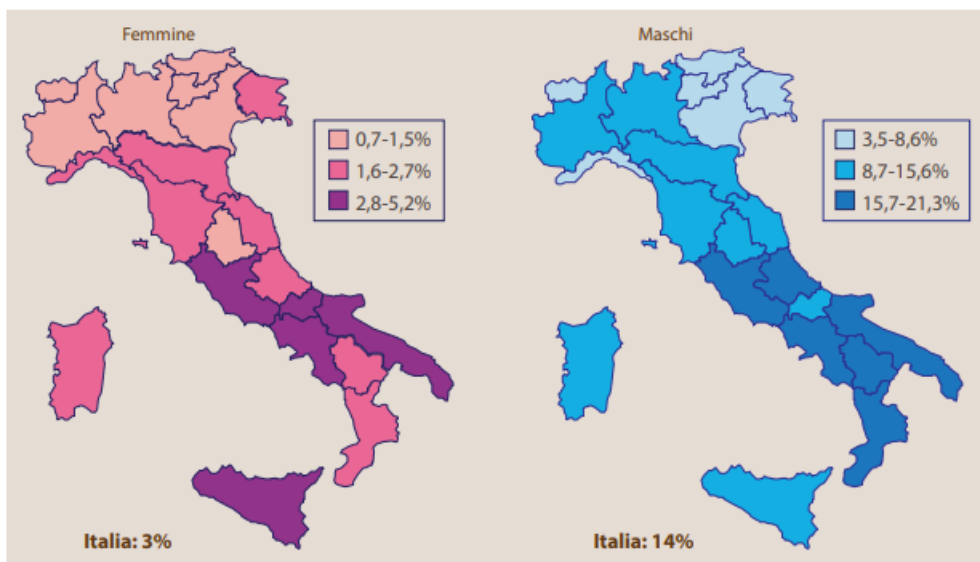 Femmine
0,7-1,5%
1,6-2,7%
2,8-5,2%
Italia: 3%
Maschi
3,5-8,6%
8,7-15,6%
15,7-21,3%
Italia: 14%